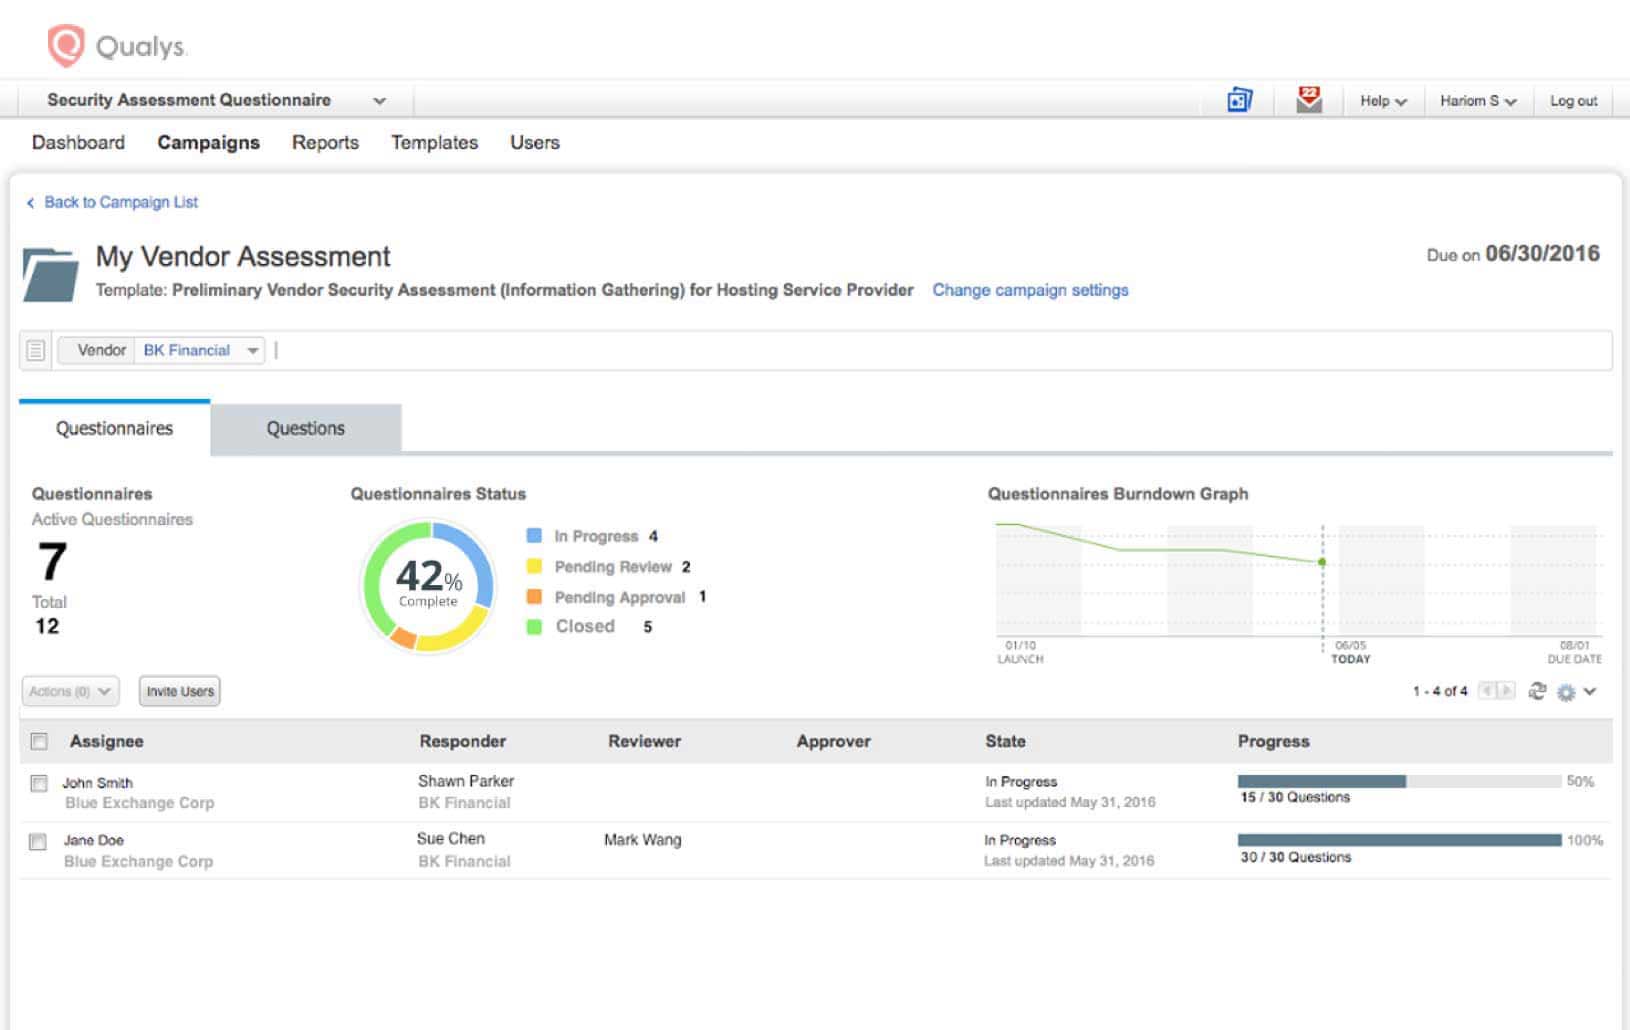 Qualys.
Security Assessment Questionnaire
22
Help
Hariom S
Log out
Dashboard Campaigns Reports Templates Users
Back to Campaign List
My Vendor Assessment
Due on 06/30/2016
Template: Preliminary Vendor Security Assessment (Information Gathering) for Hosting Service Provider Change campaign settings
Vendor BK Financial
Questionnaires Questions
Questionnaires
Active Questionnaires
7
Total
12
Questionnaires Status
42%
Complete
In Progress 4
Pending Review 2
Pending Approval 1
Closed 5
Questionnaires Burndown Graph
01/10 06/05 08/01
LAUNCH TODAY DUE DATE
Actions (0) Invite Users 1 - 4 of 4
Assignee Responder Reviewer Approver State Progress
John Smith Shawn Parker In Progress 50%
Blue Exchange Corp BK Financial Last updated May 31, 2016 15 / 30 Questions
Jane Doe Sue Chen Mark Wang In Progress 100%
Blue Exchange Corp BK Financial Last updated May 31, 2016 30 / 30 Questions